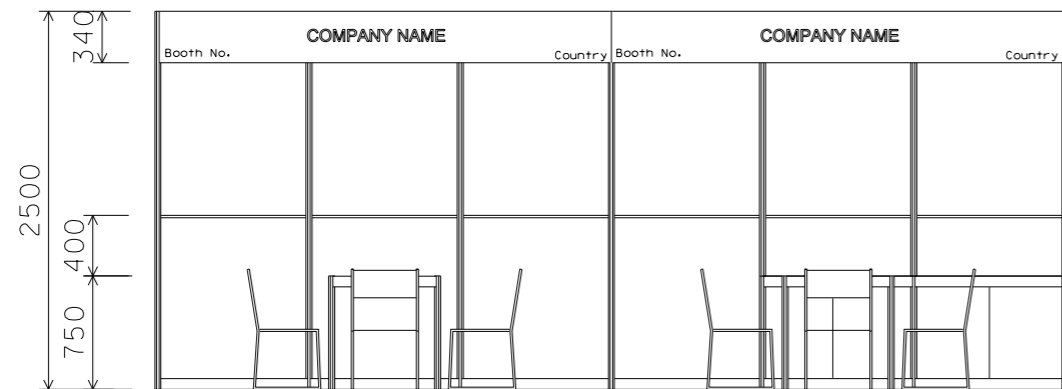 COMPANY NAME
Booth No.
Country
COMPANY NAME
Booth No.
Country
340
2500
400
750